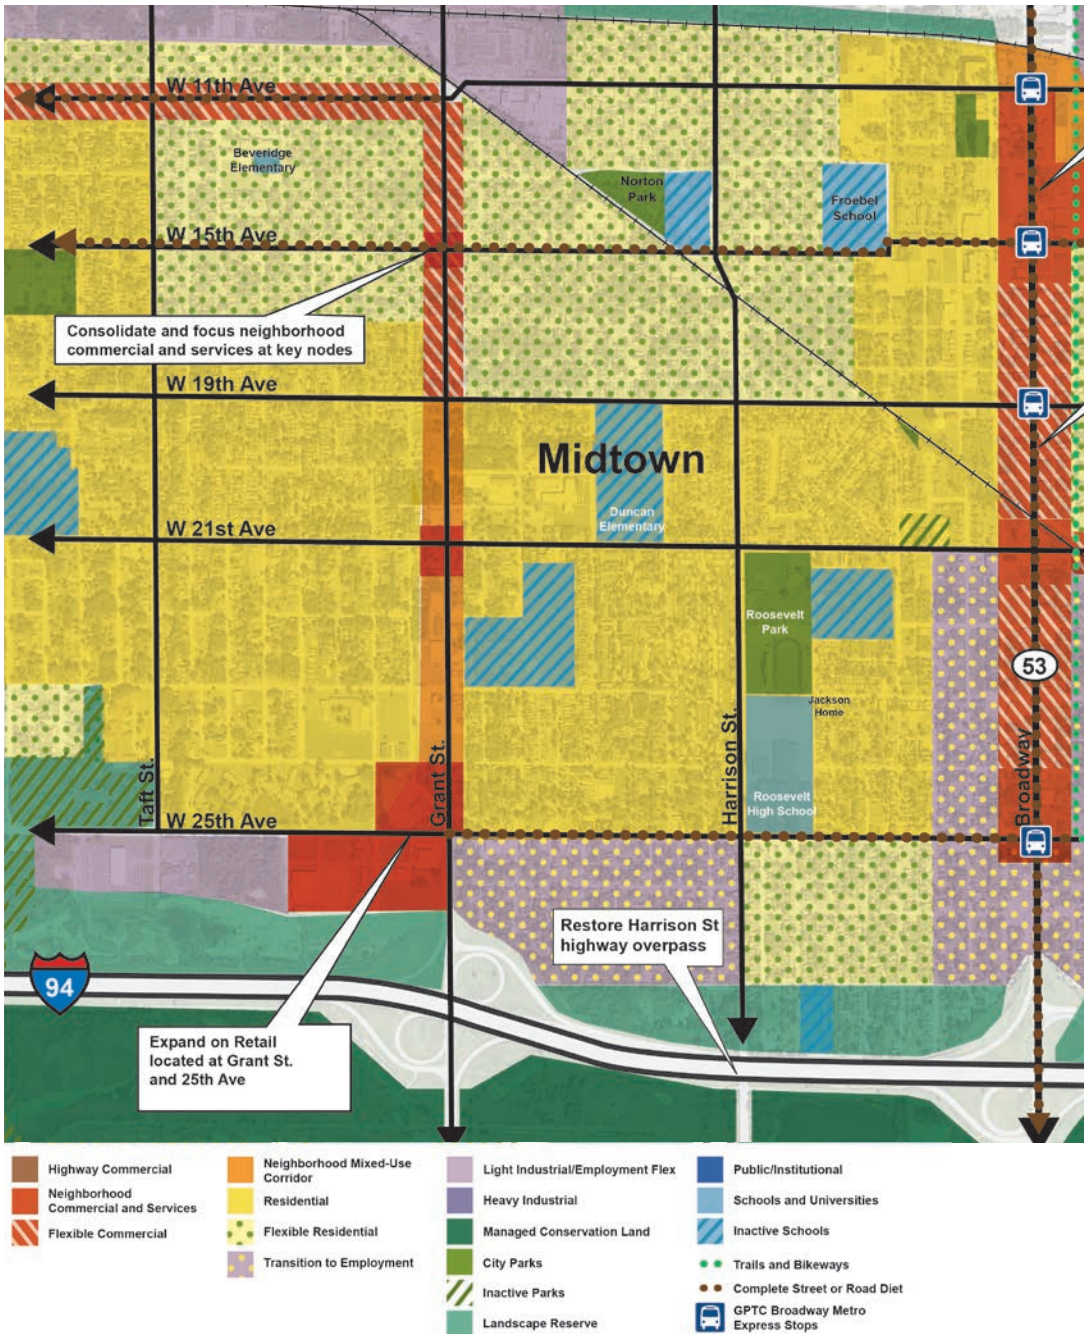 W 11th Ave
Beveridge
Elementary
Norton
Park
Froebel
School
W 15th Ave
Consolidate and focus neighborhood
commercial and services at key nodes
W 19th Ave
Midtown
Duncan
Elementary
W 21st Ave
Roosevelt
Park
53
Jackson
Home
Taft St.
Grant St.
Harrison St.
Broadway
Roosevelt
High School
W 25th Ave
Restore Harrison St
highway overpass
94
Expand on Retail
located at Grant St.
and 25th Ave
Highway Commercial
Neighborhood
Commercial and Services
Flexible Commercial
Neighborhood Mixed-Use
Corridor
Residential
Flexible Residential
Transition to Employment
Light Industrial/Employment Flex
Heavy Industrial
Managed Conservation Land
City Parks
Inactive Parks
Landscape Reserve
Public/Institutional
Schools and Universities
Inactive Schools
Trails and Bikeways
Complete Street or Road Diet
GPTC Broadway Metro
Express Stops